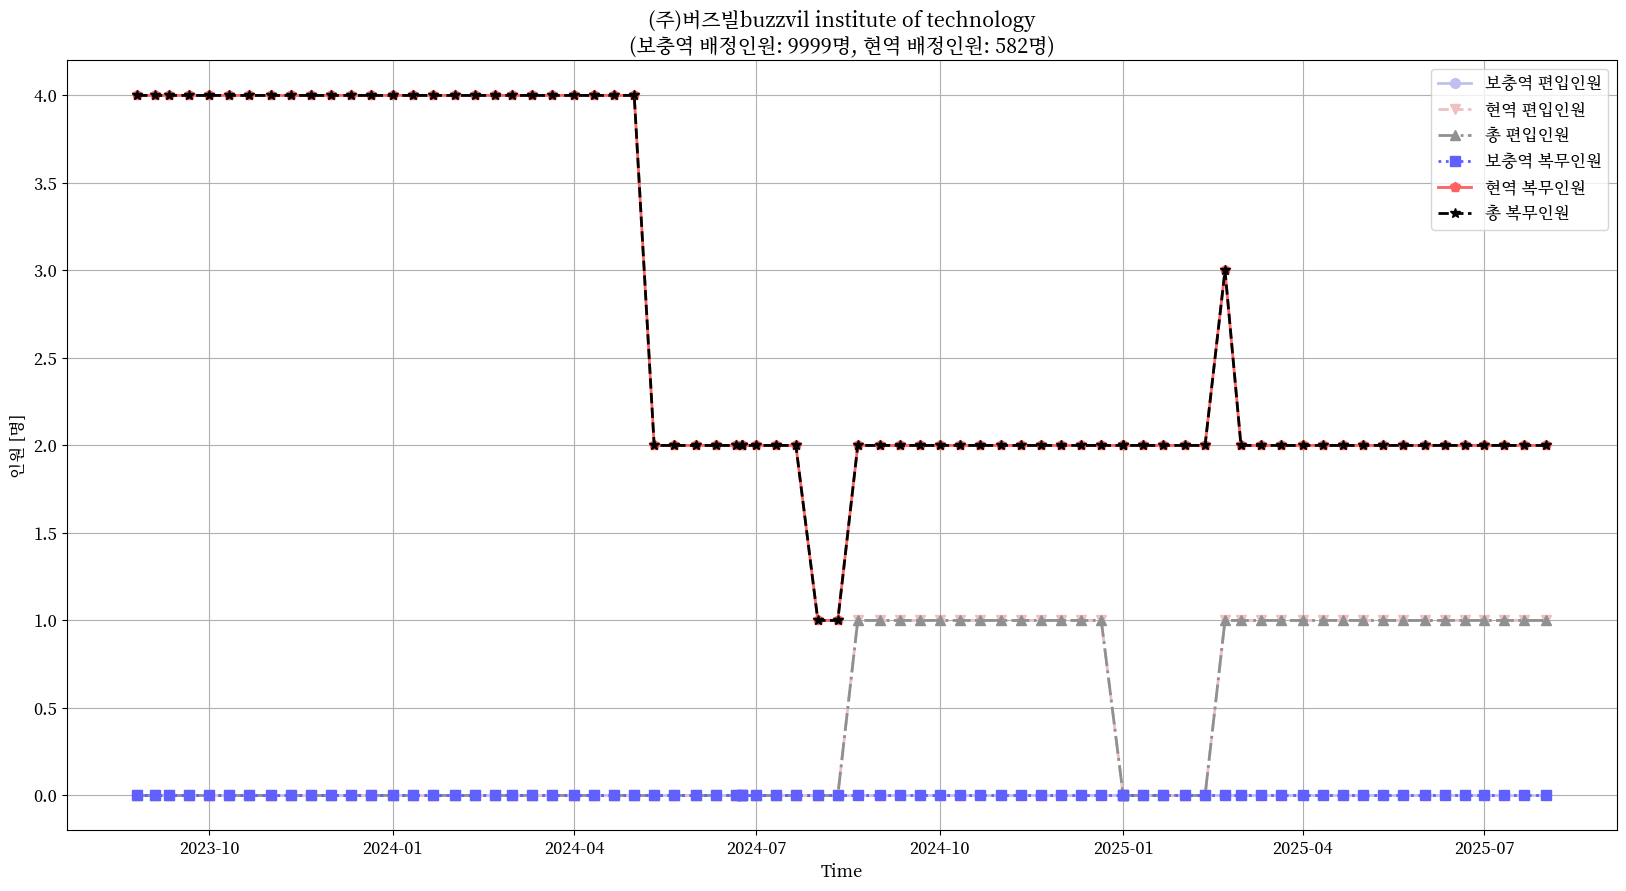 (주)버즈빌buzzvil institute of technology
(보충역 배정인원: 9999명, 현역 배정인원: 582명)
보충역 편입인원
현역 편입인원
총 편입인원
보충역 복무인원
현역 복무인원
총 복무인원
인원 [명]
4.0
3.5
3.0
2.5
2.0
1.5
1.0
0.5
0.0
2023-10 2024-01 2024-04 2024-07 2024-10 2025-01 2025-04 2025-07
Time